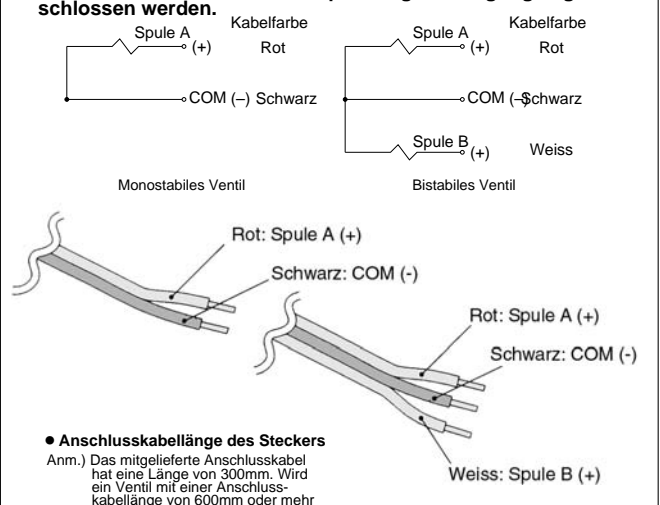 schlossen werden.
Kabelfarbe
Spule A
(+) Rot
COM (–) Schwarz
Monostabiles Ventil
Kabelfarbe
Spule A
(+) Rot
COM (–) Schwarz
Spule B
(+) Weiss
Bistabiles Ventil
Rot: Spule A (+)
Schwarz: COM (-)
Rot: Spule A (+)
Schwarz: COM (-)
Weiss: Spule B (+)
● Anschlusskabellänge des Steckers
Anm.) Das mitgelieferte Anschlusskabel
hat eine Länge von 300mm. Wird
ein Ventil mit einer Anschluss-
kabellänge von 600mm oder mehr